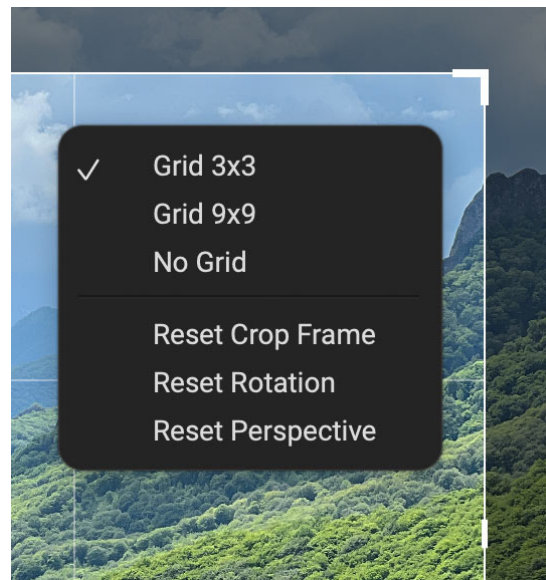 Grid 3x3
Grid 9x9
No Grid
Reset Crop Frame
Reset Rotation
Reset Perspective